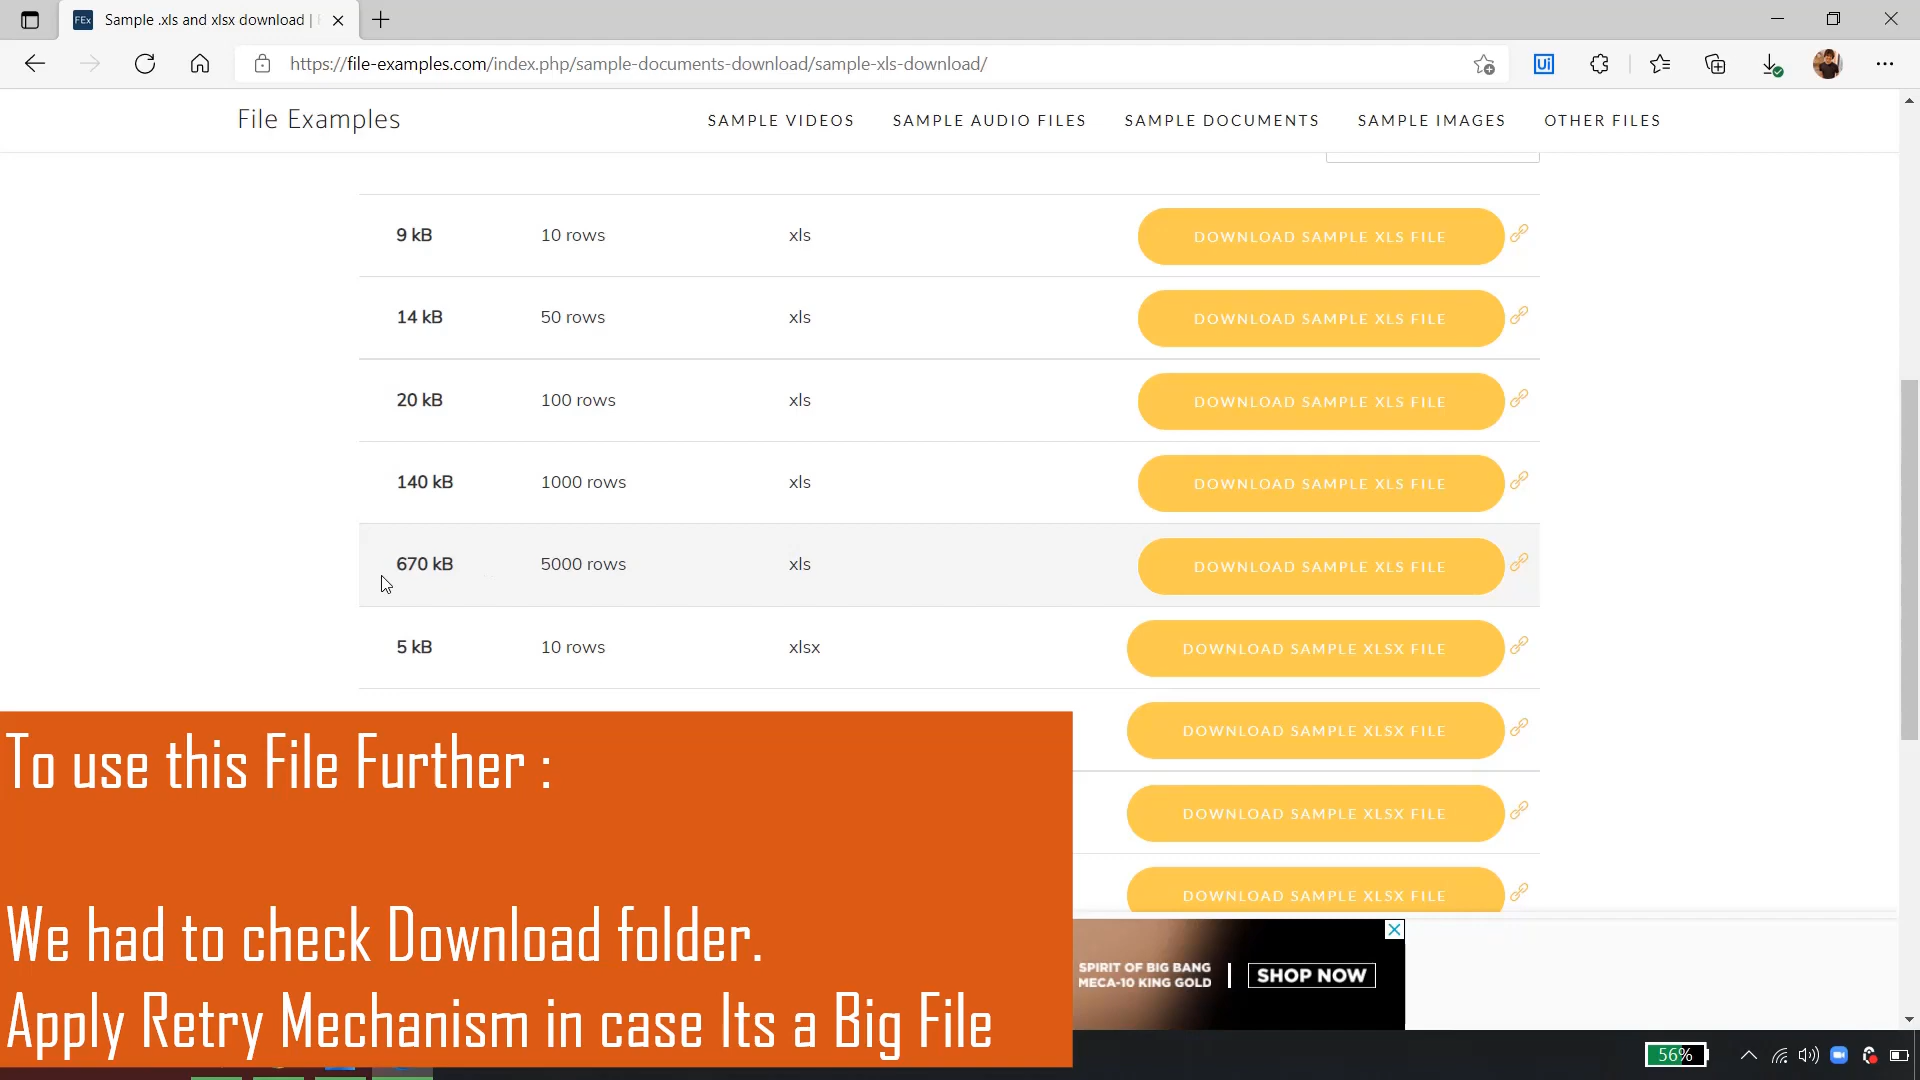 FEx Sample .xls and xlsx download |
https://file-examples.com/index.php/sample-documents-download/sample-xls-download/
Ui
File Examples
SAMPLE VIDEOS SAMPLE AUDIO FILES SAMPLE DOCUMENTS SAMPLE IMAGES OTHER FILES
9 kB 10 rows xls DOWNLOAD SAMPLE XLS FILE
14 kB 50 rows xls DOWNLOAD SAMPLE XLS FILE
20 kB 100 rows xls DOWNLOAD SAMPLE XLS FILE
140 kB 1000 rows xls DOWNLOAD SAMPLE XLS FILE
670 kB 5000 rows xls DOWNLOAD SAMPLE XLS FILE
5 kB 10 rows xlsx DOWNLOAD SAMPLE XLSX FILE
DOWNLOAD SAMPLE XLSX FILE
DOWNLOAD SAMPLE XLSX FILE
DOWNLOAD SAMPLE XLSX FILE
To use this File Further :
We had to check Download folder.
Apply Retry Mechanism in case Its a Big File
SPIRIT OF BIG BANG
MECA-10 KING GOLD
SHOP NOW
56%